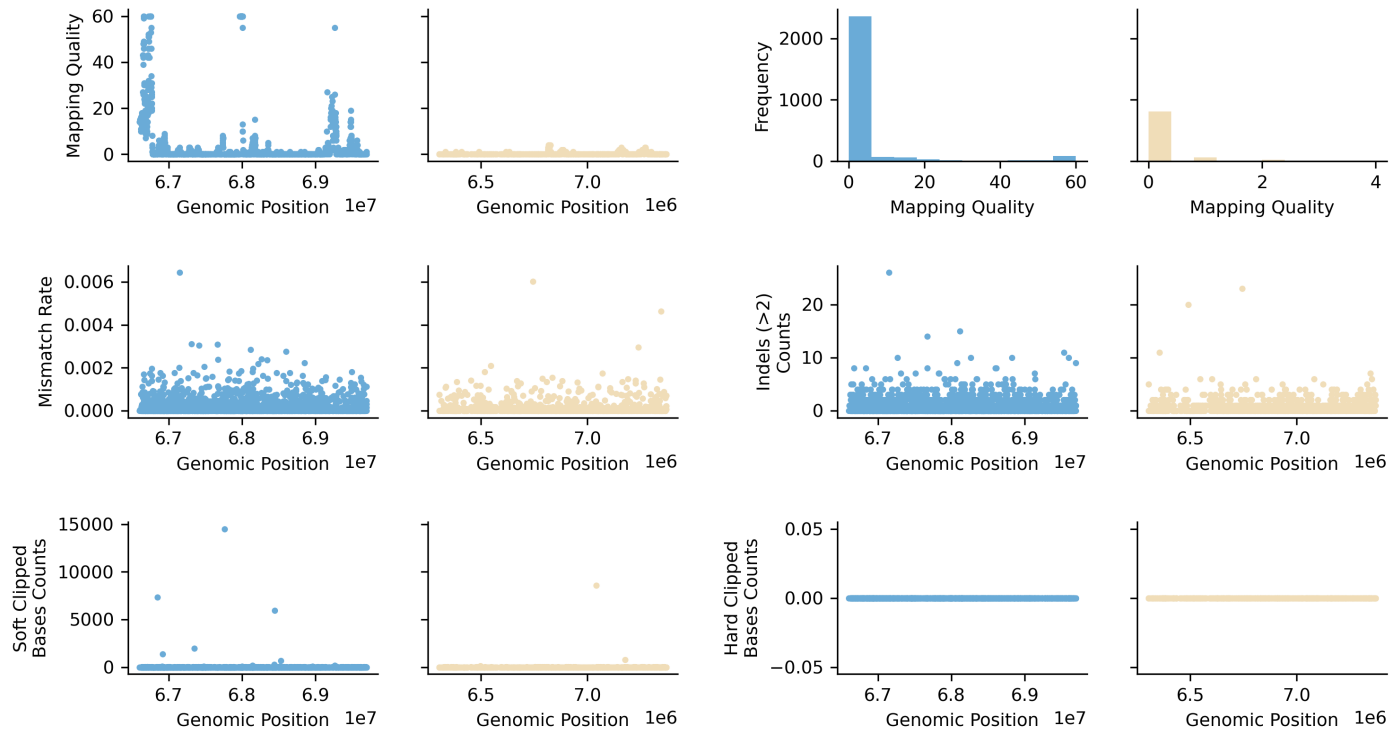 Mapping Quality
60
40
20
0
6.7 6.8 6.9
Genomic Position 1e7
6.5 7.0
Genomic Position 1e6
Frequency
2000
1000
0
0 20 40 60
Mapping Quality
0 2 4
Mapping Quality
Mismatch Rate
0.006
0.004
0.002
0.000
6.7 6.8 6.9
Genomic Position 1e7
6.5 7.0
Genomic Position 1e6
Indels (>2)
Counts
20
10
0
6.7 6.8 6.9
Genomic Position 1e7
6.5 7.0
Genomic Position 1e6
Soft Clipped
Bases Counts
15000
10000
5000
0
6.7 6.8 6.9
Genomic Position 1e7
6.5 7.0
Genomic Position 1e6
Hard Clipped
Bases Counts
0.05
0.00
−0.05
6.7 6.8 6.9
Genomic Position 1e7
6.5 7.0
Genomic Position 1e6